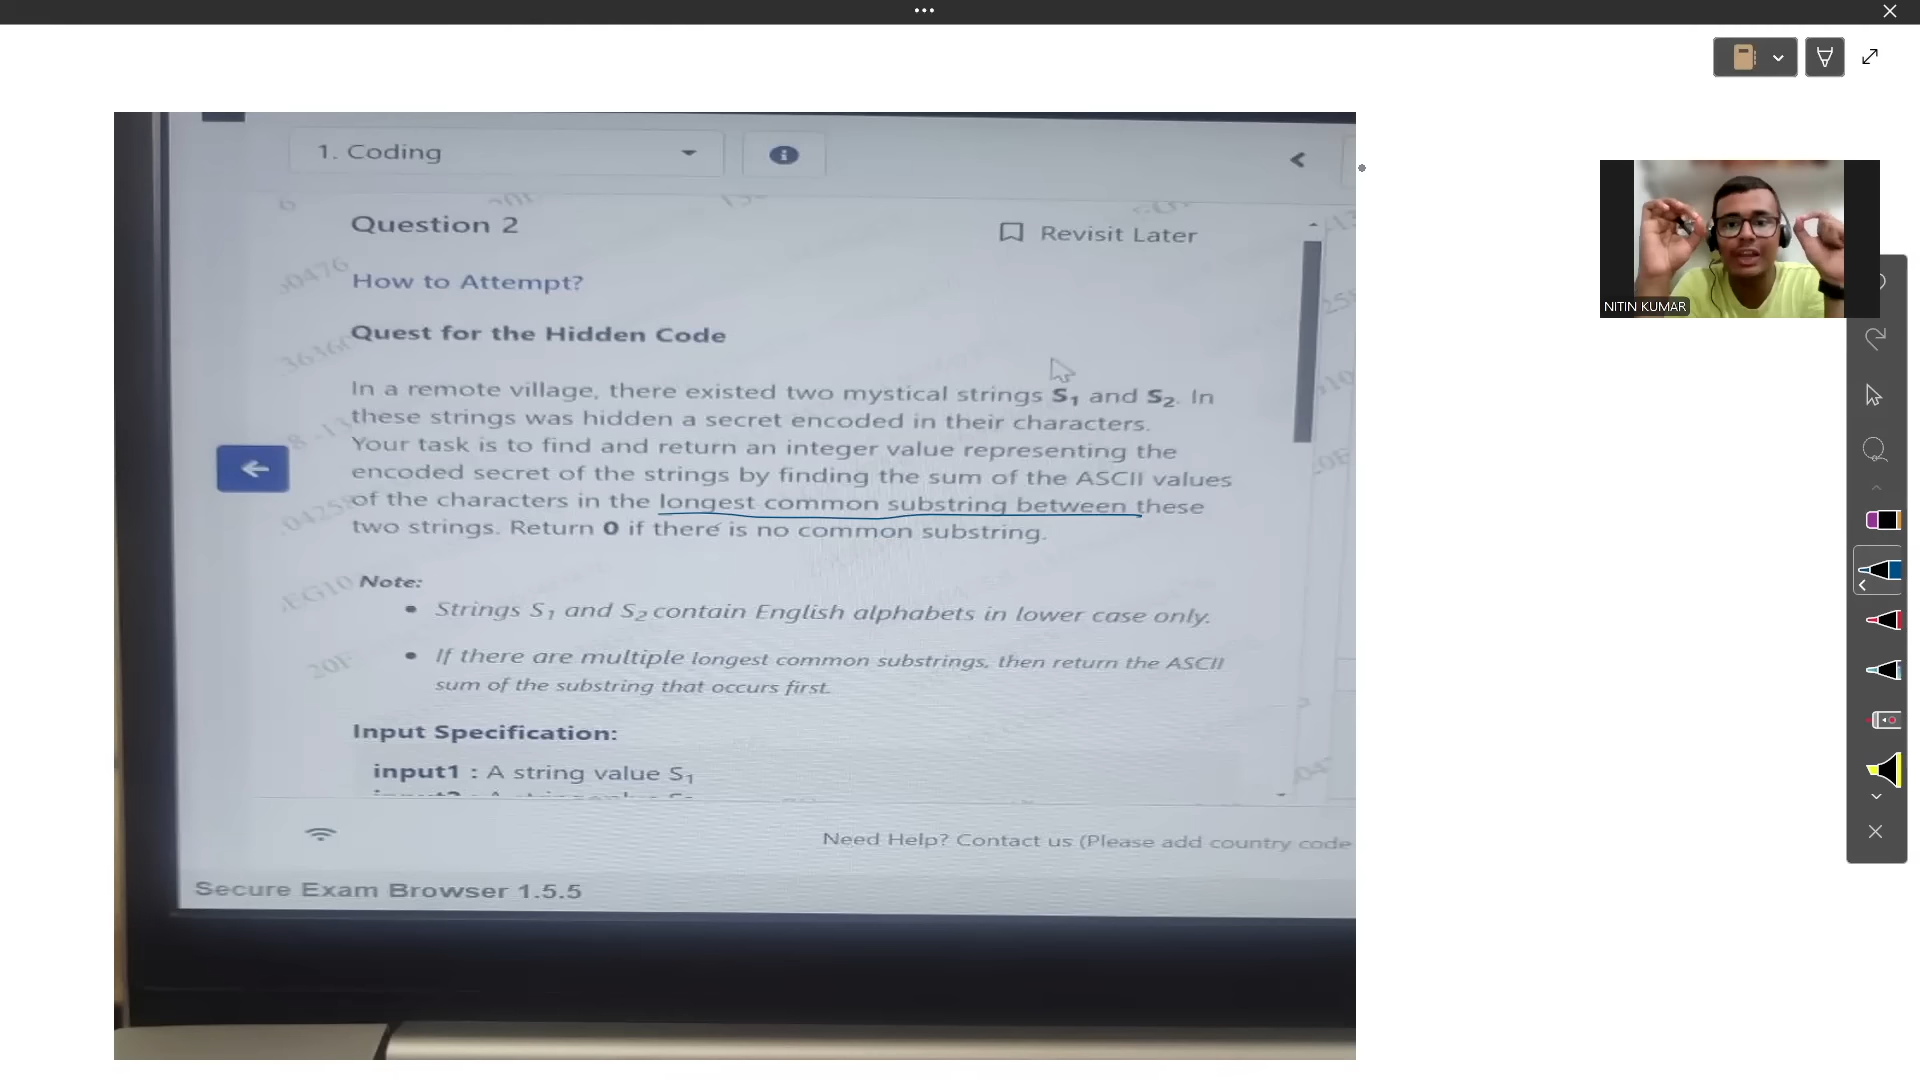 1. Coding
Question 2
Revisit Later
How to Attempt?
Quest for the Hidden Code
In a remote village, there existed two mystical strings S1 and S2. In
these strings was hidden a secret encoded in their characters.
Your task is to find and return an integer value representing the
encoded secret of the strings by finding the sum of the ASCII values
of the characters in the longest common substring between these
two strings. Return 0 if there is no common substring.
Note:
Strings S1 and S2 contain English alphabets in lower case only.
If there are multiple longest common substrings, then return the ASCII
sum of the substring that occurs first.
Input Specification:
input1 : A string value S1
Need Help? Contact us (Please add country code
Secure Exam Browser 1.5.5
NITIN KUMAR